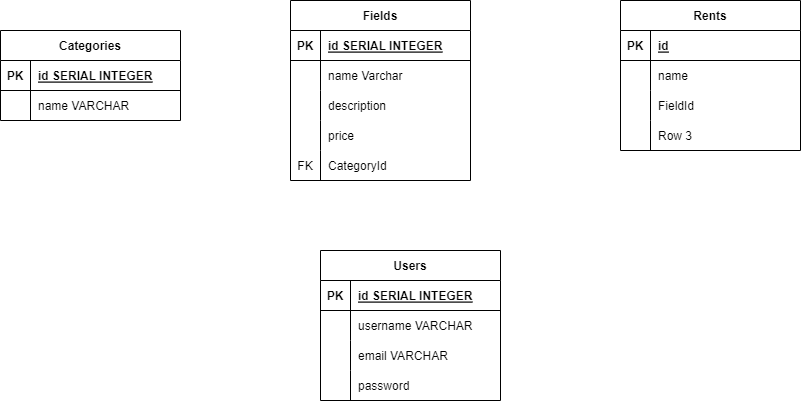 Categories
PK id SERIAL INTEGER
name VARCHAR
Fields
PK id SERIAL INTEGER
name Varchar
description
price
FK CategoryId
Rents
PK id
name
FieldId
Row 3
Users
PK id SERIAL INTEGER
username VARCHAR
email VARCHAR
password